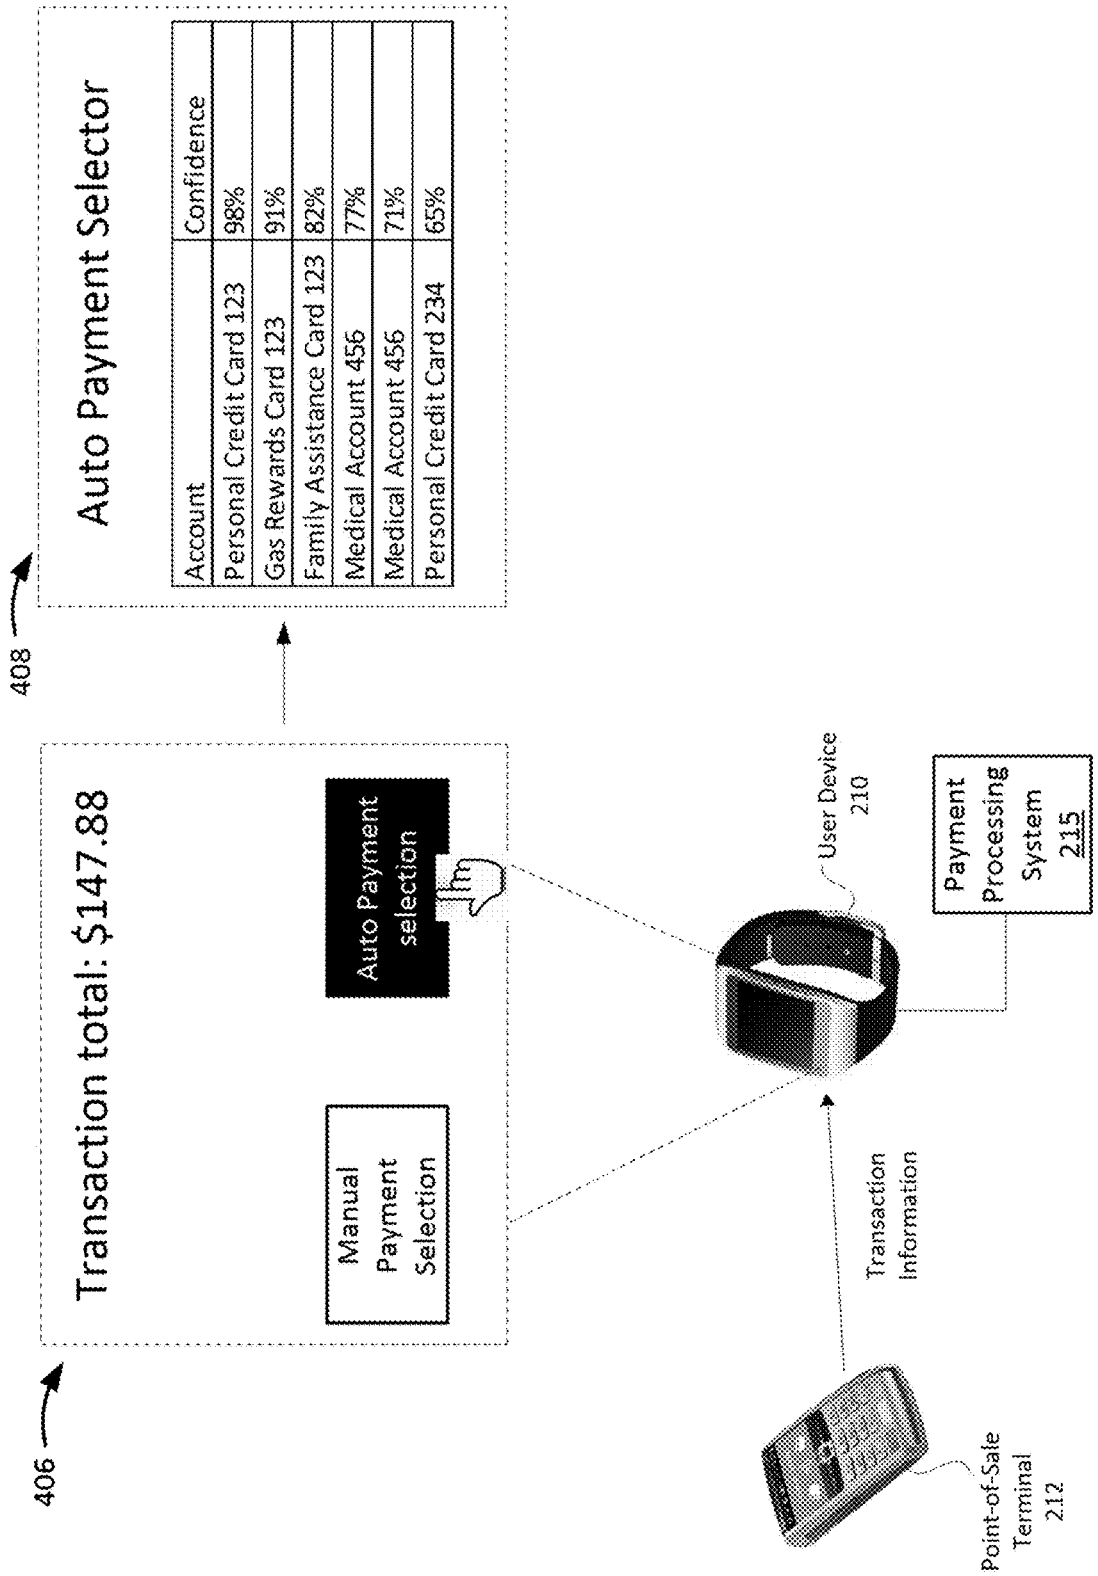 406
Transaction total: $147.88
Manual
Payment
Selection
Auto Payment
selection
408
Auto Payment Selector
Account Confidence
Personal Credit Card 123 98%
Gas Rewards Card 123 91%
Family Assistance Card 123 82%
Medical Account 456 77%
Medical Account 456 71%
Personal Credit Card 234 65%
Point-of-Sale
Terminal
212
Transaction
Information
User Device
210
Payment
Processing
System
215